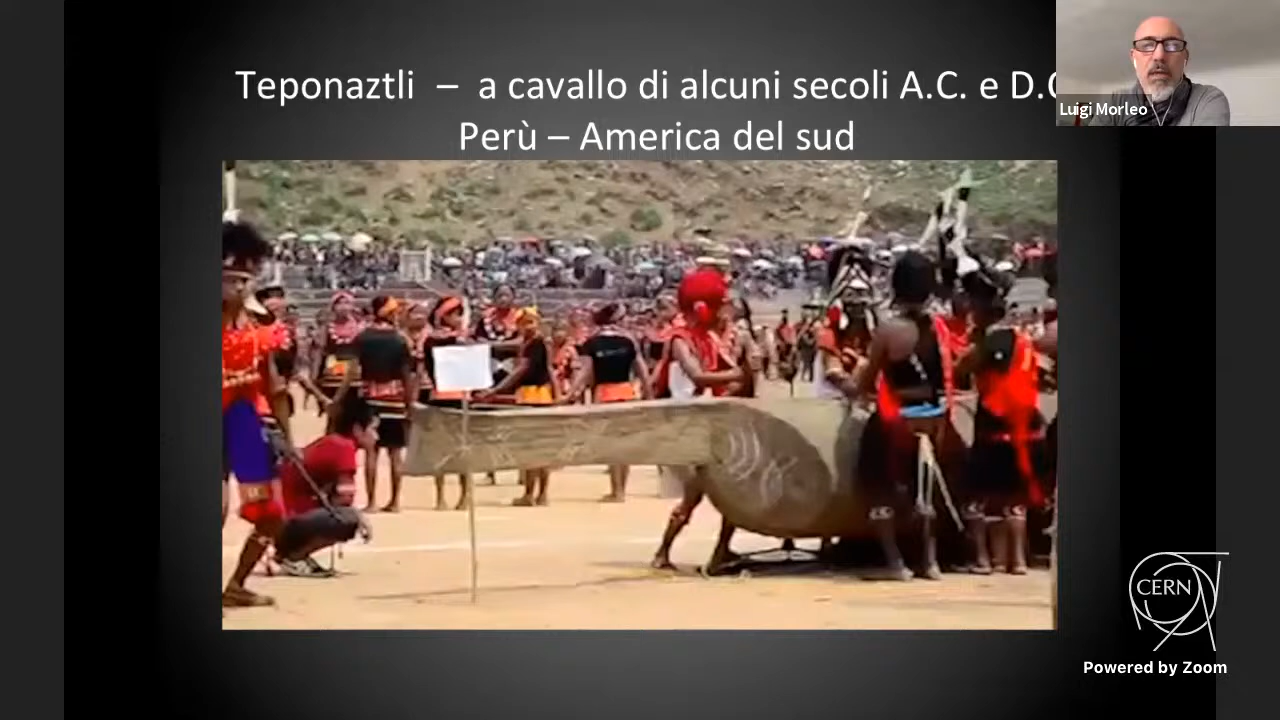 Teponaztli – a cavallo di alcuni secoli A.C. e D.C
Perù – America del sud
Luigi Morleo
CERN
Powered by Zoom